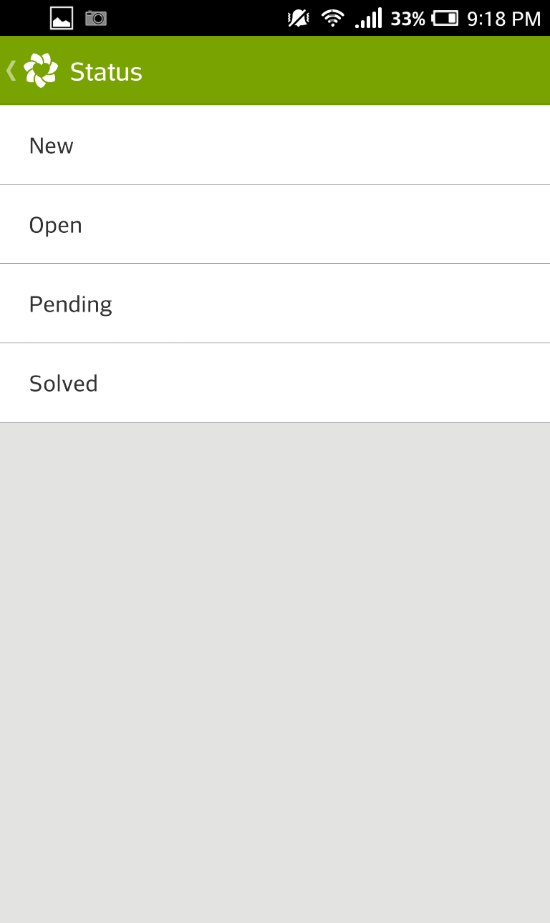 33% 9:18 PM
Status
New
Open
Pending
Solved